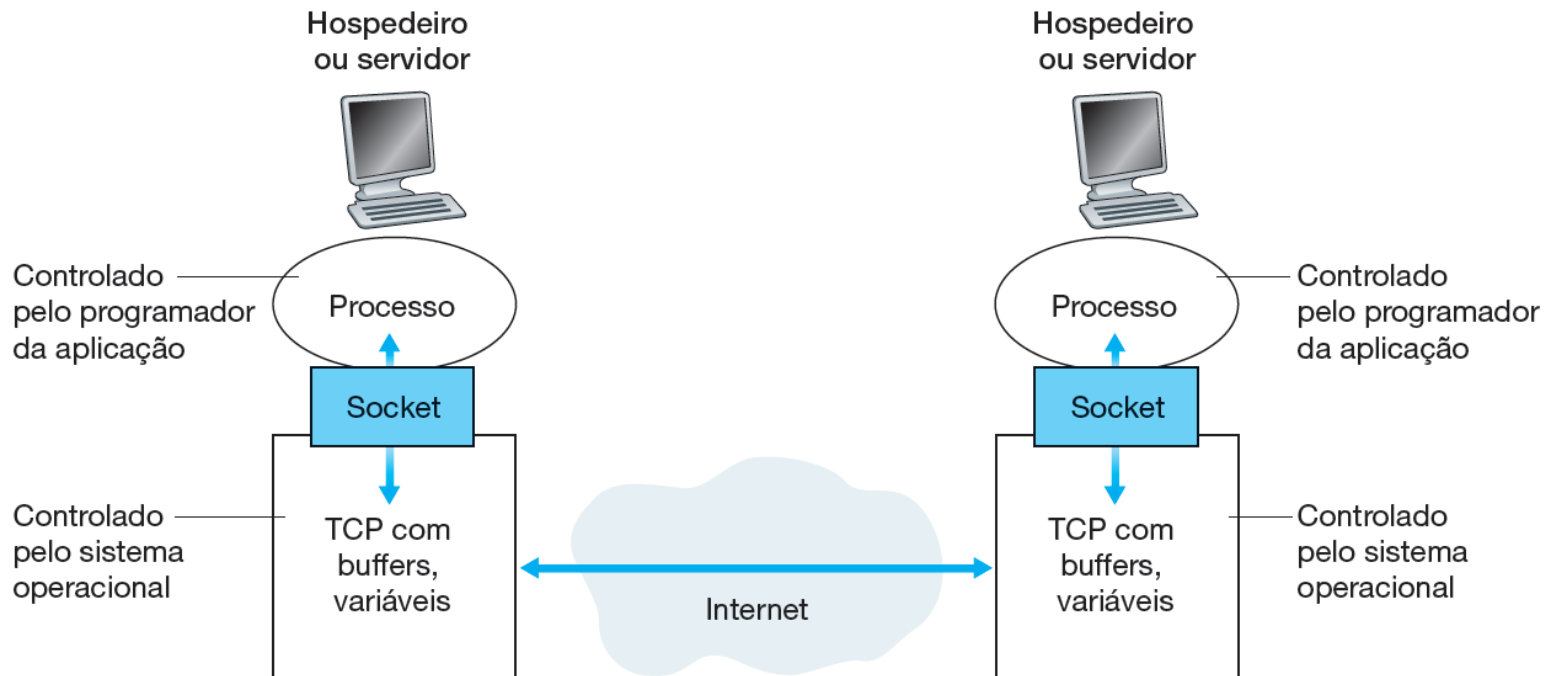 Hospedeiro
ou servidor
Hospedeiro
ou servidor
Controlado
pelo programador
da aplicação
Processo
Processo
Controlado
pelo programador
da aplicação
Socket
Socket
Controlado
pelo sistema
operacional
TCP com
buffers,
variáveis
Internet
TCP com
buffers,
variáveis
Controlado
pelo sistema
operacional